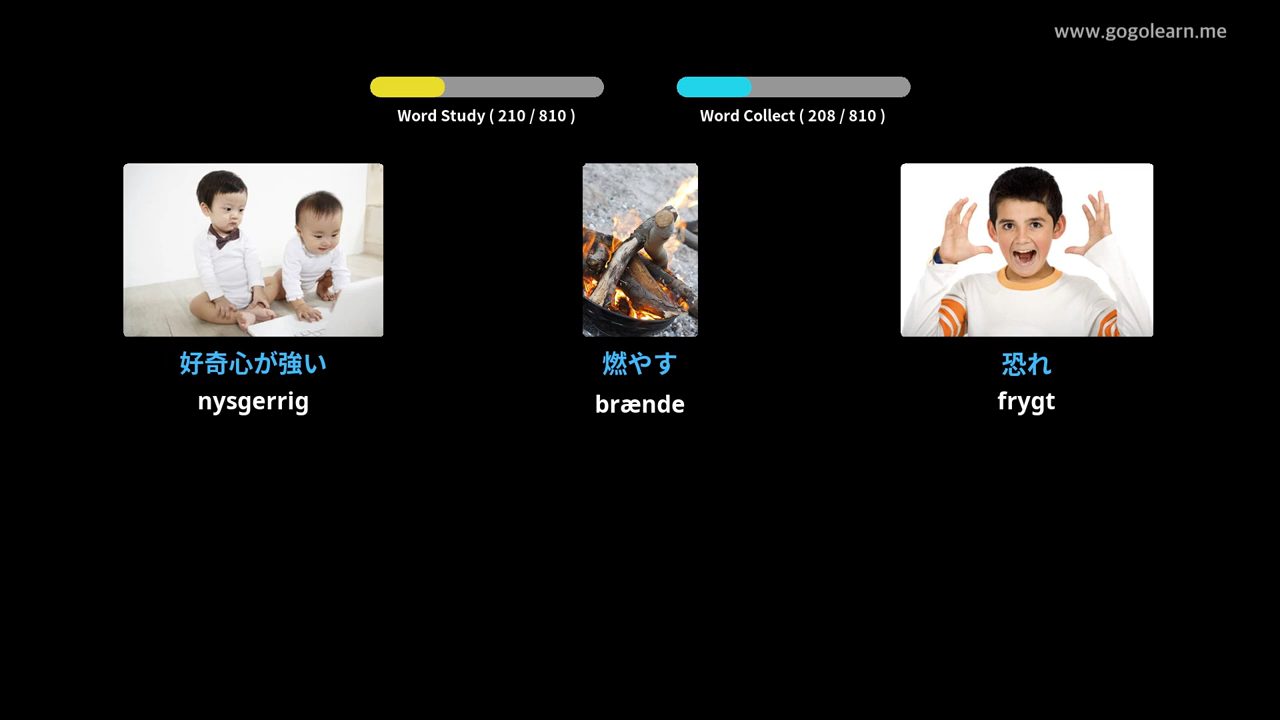 www.gogolearn.me
Word Study ( 210 / 810 )
Word Collect ( 208 / 810 )
好奇心が強い
nysgerrig
燃やす
brænde
恐れ
frygt